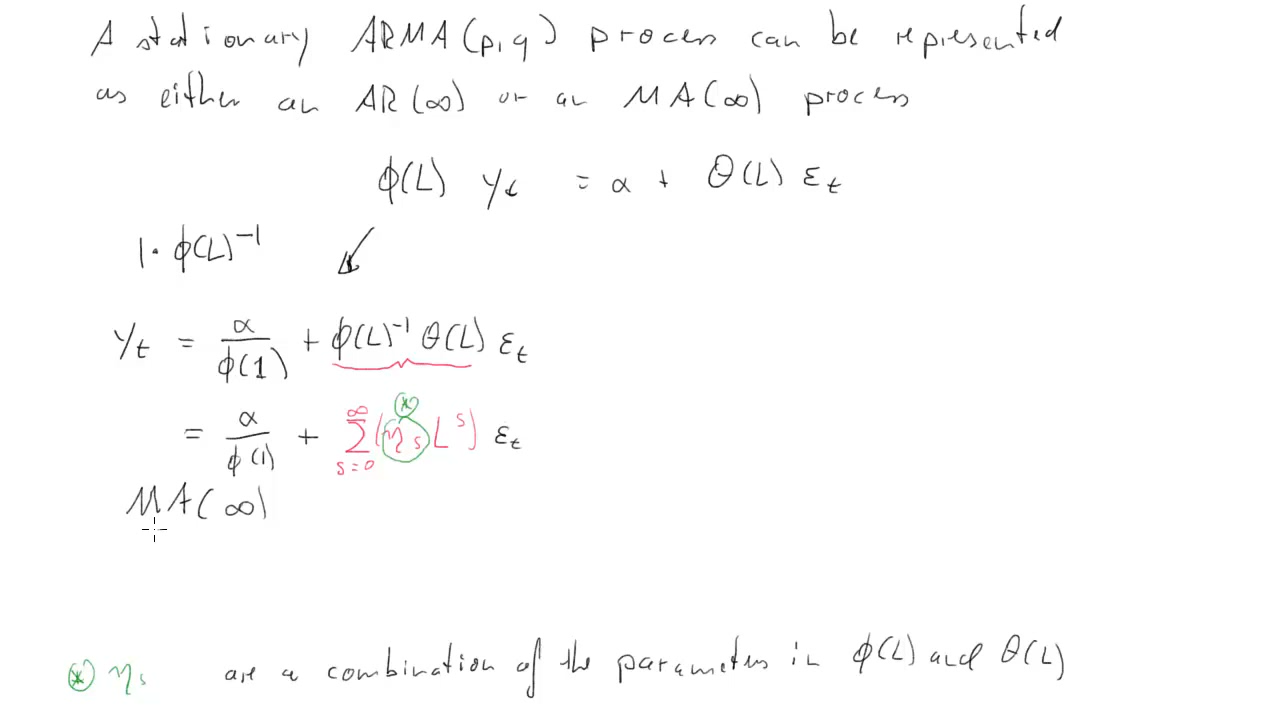 A stationary ARMA(p,q) process can be represented
as either an AR(∞) or an MA(∞) process
ϕ(L) yt = α + θ(L) εt
1· ϕ(L)⁻¹
yt = α/ϕ(1) + ϕ(L)⁻¹ θ(L) εt
= α/ϕ(1) + ∑_{s=0}^{∞} (ηs L^s) εt
*
MA(∞)
* ηs are a combination of the parameters in ϕ(L) and θ(L)